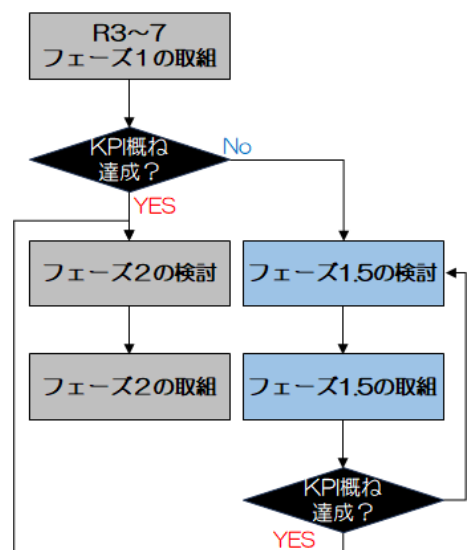 R3～7
フェーズ1の取組
KPI概ね
達成？
No
YES
フェーズ2の検討
フェーズ1.5の検討
フェーズ2の取組
フェーズ1.5の取組
KPI概ね
達成？
YES